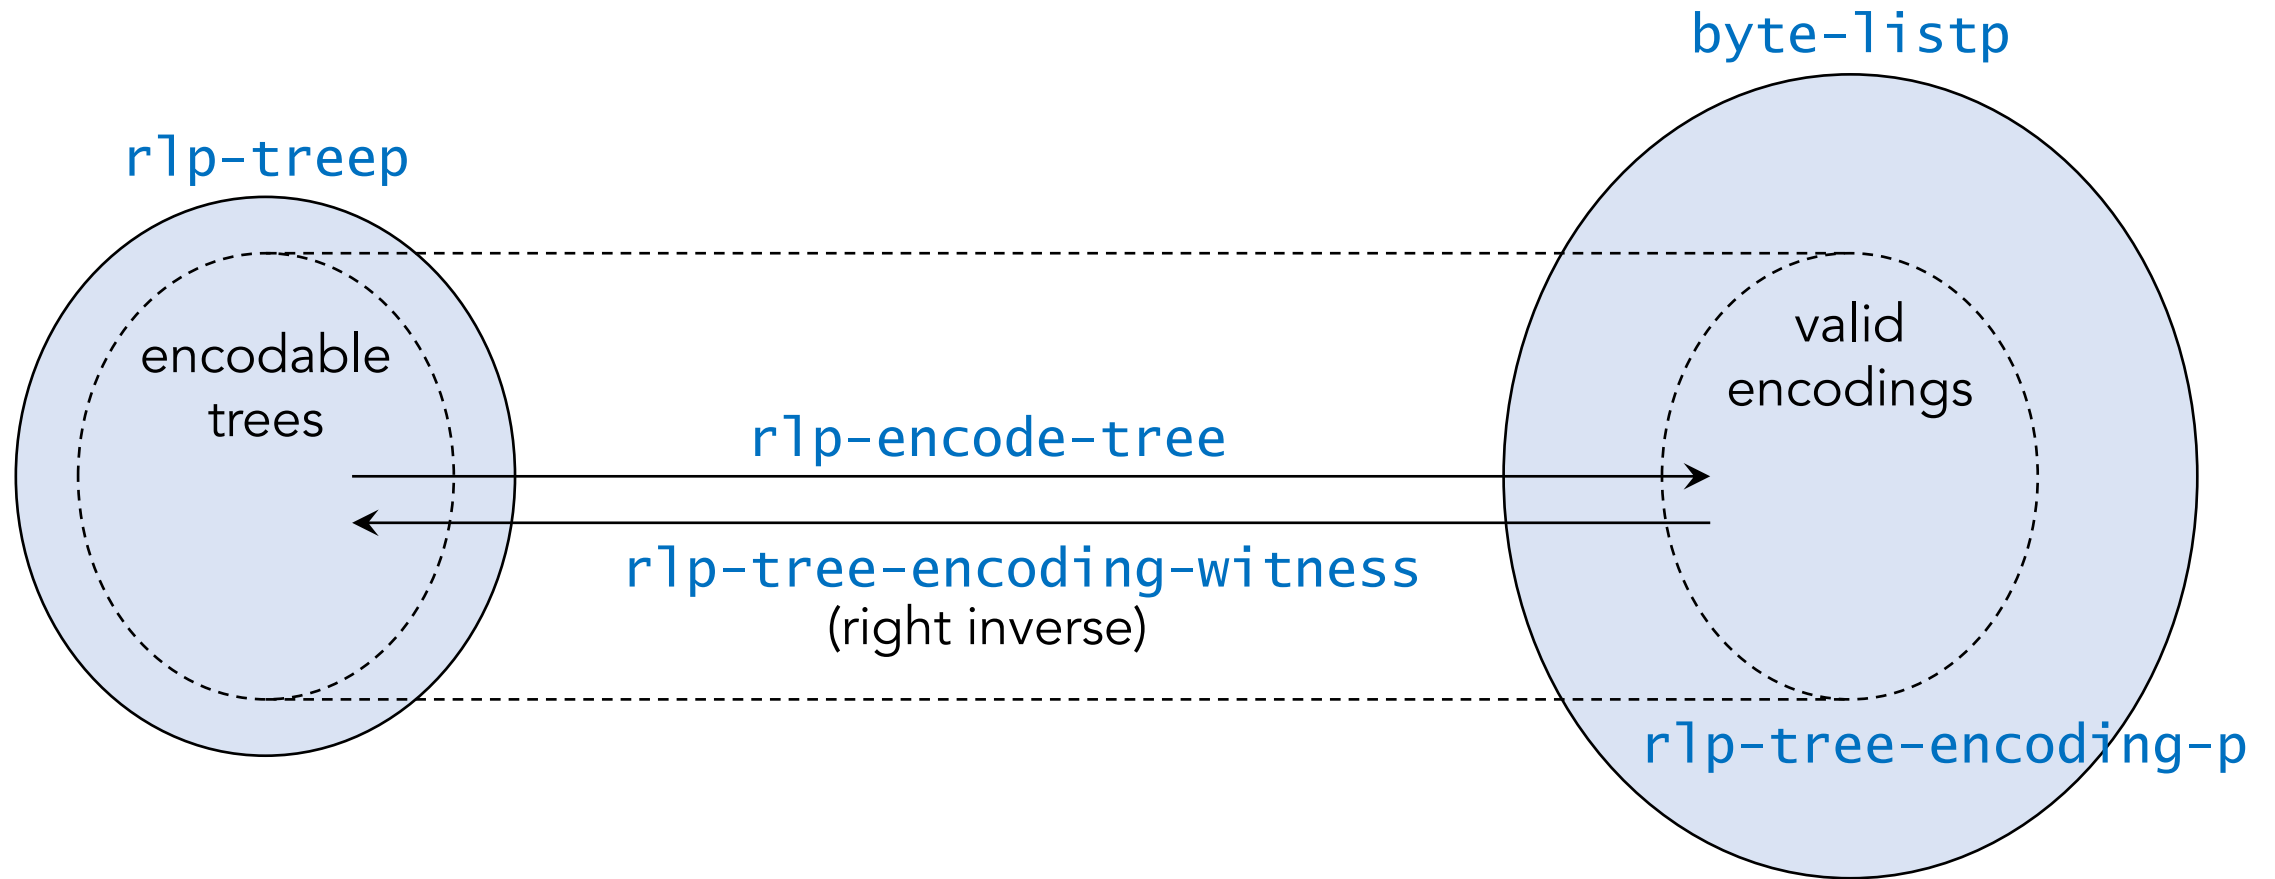 byte-listp
rlp-treep
encodable
trees
valid
encodings
rlp-encode-tree
rlp-tree-encoding-witness
(right inverse)
rlp-tree-encoding-p